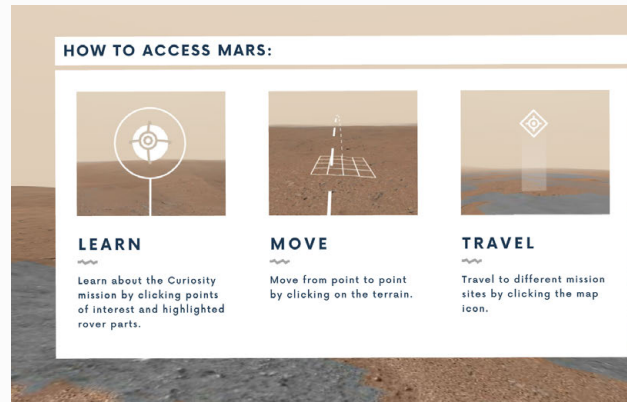 HOW TO ACCESS MARS:
LEARN
Learn about the Curiosity
mission by clicking points
of interest and highlighted
rover parts.
MOVE
Move from point to point
by clicking on the terrain.
TRAVEL
Travel to different mission
sites by clicking the map
icon.